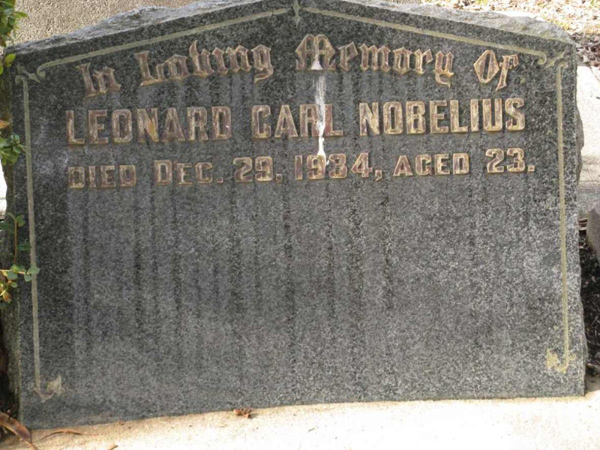 In Loving Memory Of
LEONARD CARL NOBELIUS
DIED DEC. 29, 1934, AGED 23.